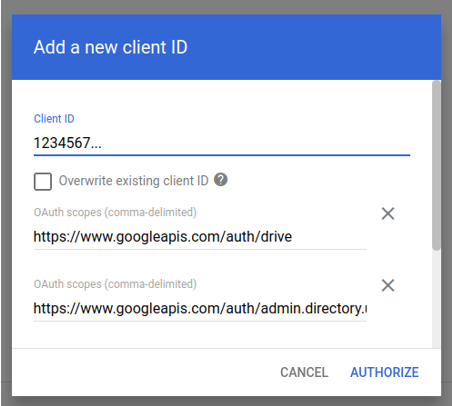 Add a new client ID
Client ID
1234567...
Overwrite existing client ID ?
OAuth scopes (comma-delimited)
https://www.googleapis.com/auth/drive
OAuth scopes (comma-delimited)
https://www.googleapis.com/auth/admin.directory.
CANCEL AUTHORIZE